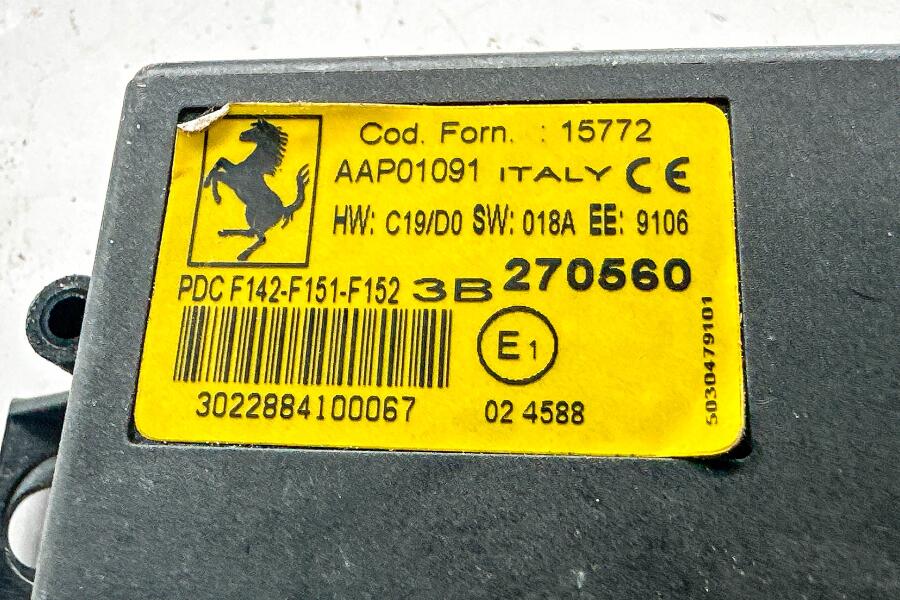 Cod. Forn. : 15772
AAP01091 ITALY CE
HW: C19/D0 SW: 018A EE: 9106
PDC F142-F151-F152 3B 270560
E1
3022884100067
02 4588
5030479101